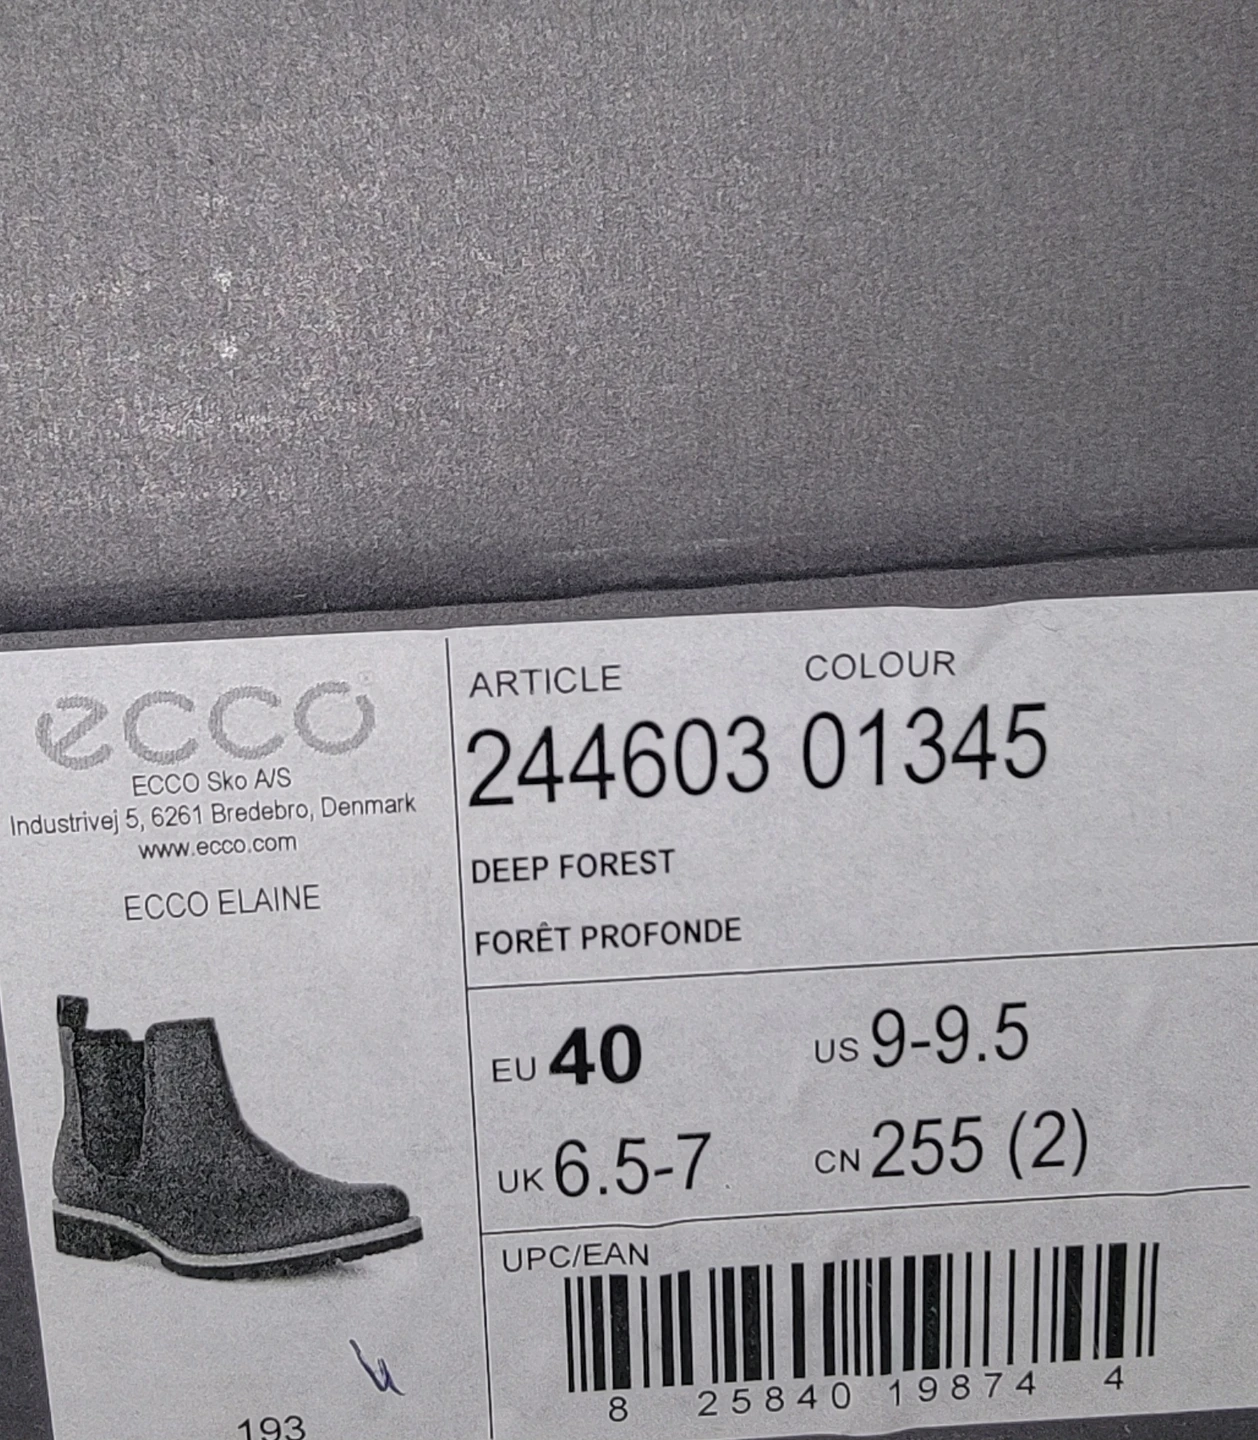 ecco
ECCO Sko A/S
Industrivej 5, 6261 Bredebro, Denmark
www.ecco.com
ECCO ELAINE
193
ARTICLE COLOUR
244603 01345
DEEP FOREST
FORÊT PROFONDE
EU 40 US 9-9.5
UK 6.5-7 CN 255 (2)
UPC/EAN
8 25840 19874 4